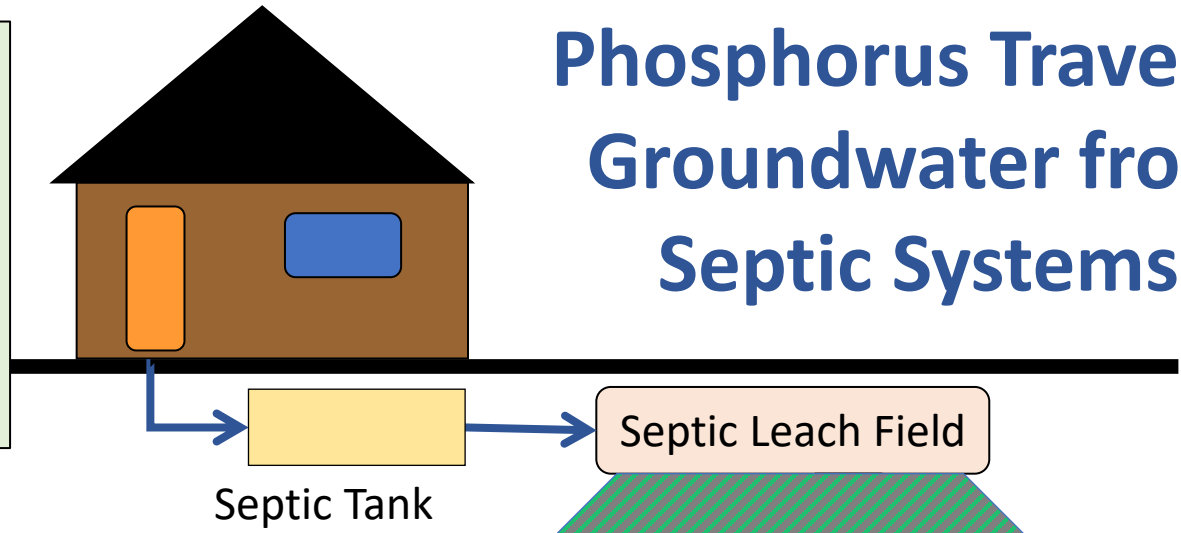 Phosphorus Trave
Groundwater fro
Septic Systems
Septic Leach Field
Septic Tank